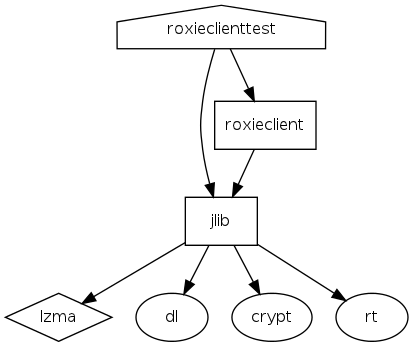 roxieclienttest
roxieclient
jlib
lzma
dl
crypt
rt